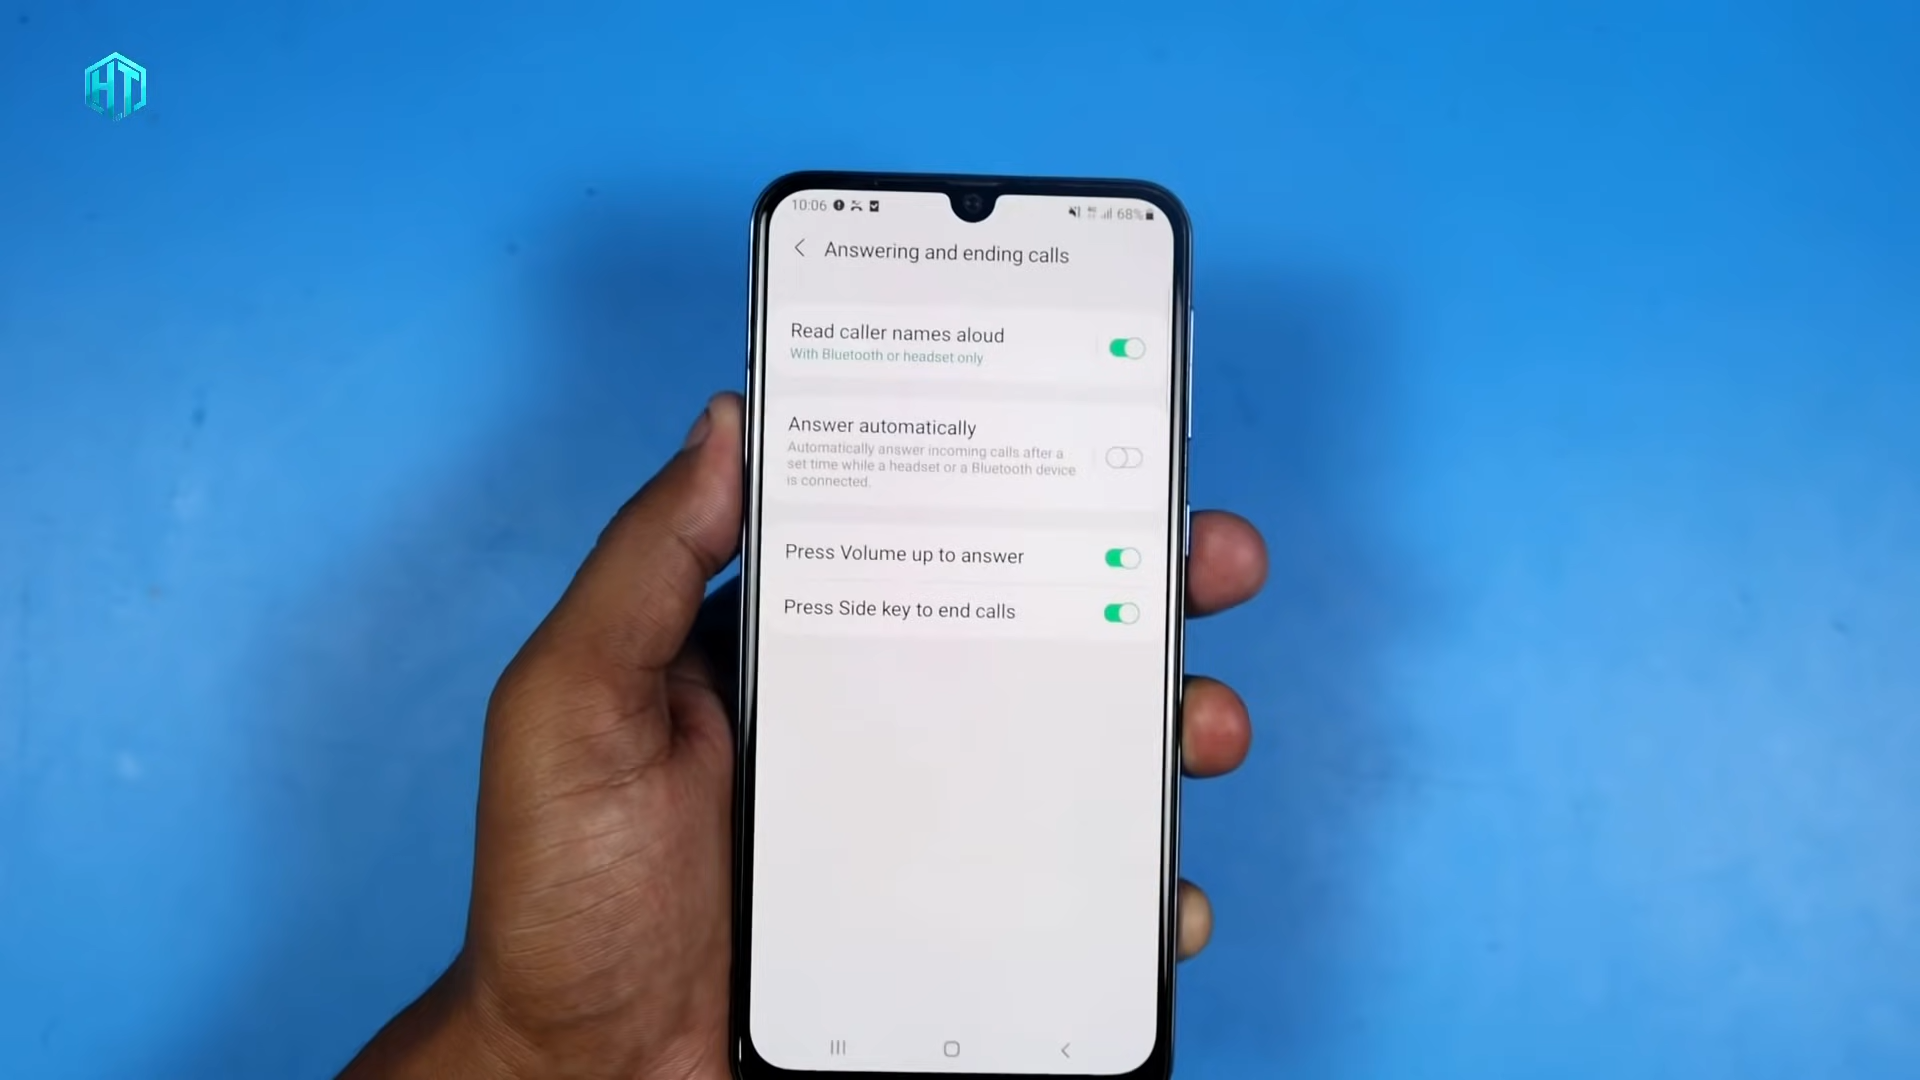 HT
10:06
68%
Answering and ending calls
Read caller names aloud
With Bluetooth or headset only
Answer automatically
Automatically answer incoming calls after a
set time while a headset or a Bluetooth device
is connected.
Press Volume up to answer
Press Side key to end calls